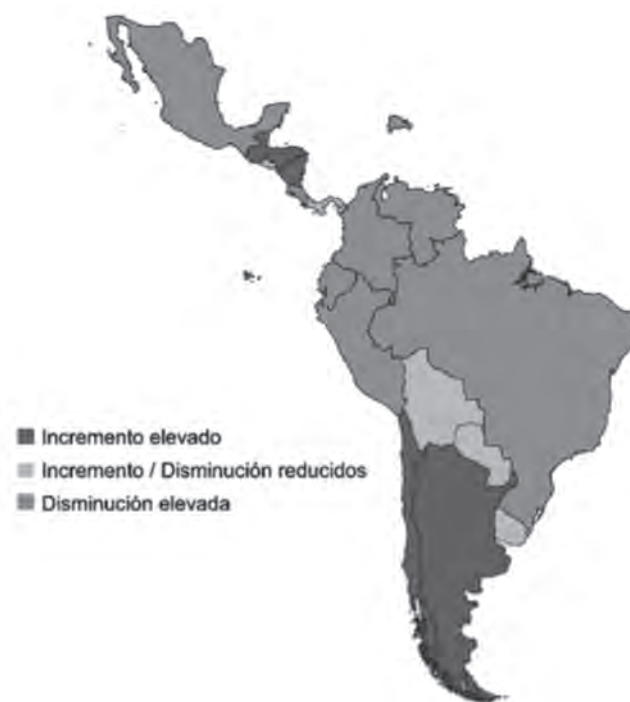 Incremento elevado
Incremento / Disminución reducidos
Disminución elevada